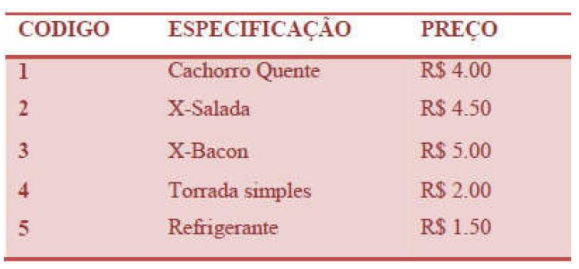 CODIGO ESPECIFICAÇÃO PREÇO
1 Cachorro Quente R$ 4.00
2 X-Salada R$ 4.50
3 X-Bacon R$ 5.00
4 Torrada simples R$ 2.00
5 Refrigerante R$ 1.50